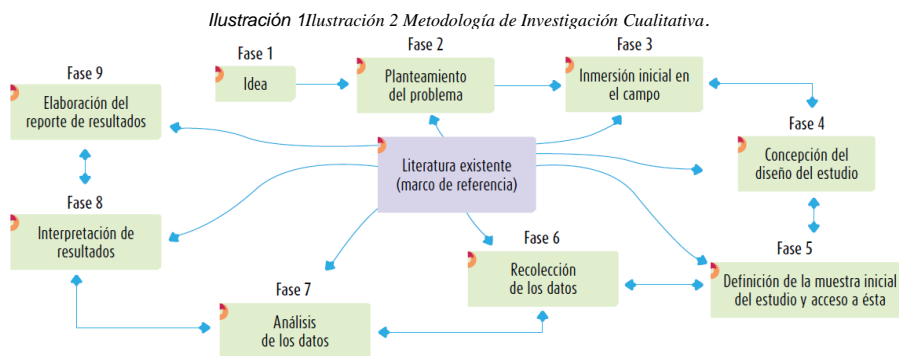 Ilustración 1Ilustración 2 Metodología de Investigación Cualitativa.
Fase 1
Idea
Fase 2
Planteamiento
del problema
Fase 3
Inmersión inicial en
el campo
Fase 4
Concepción del
diseño del estudio
Fase 5
Definición de la muestra inicial
del estudio y acceso a ésta
Fase 6
Recolección
de los datos
Fase 7
Análisis
de los datos
Fase 8
Interpretación de
resultados
Fase 9
Elaboración del
reporte de resultados
Literatura existente
(marco de referencia)